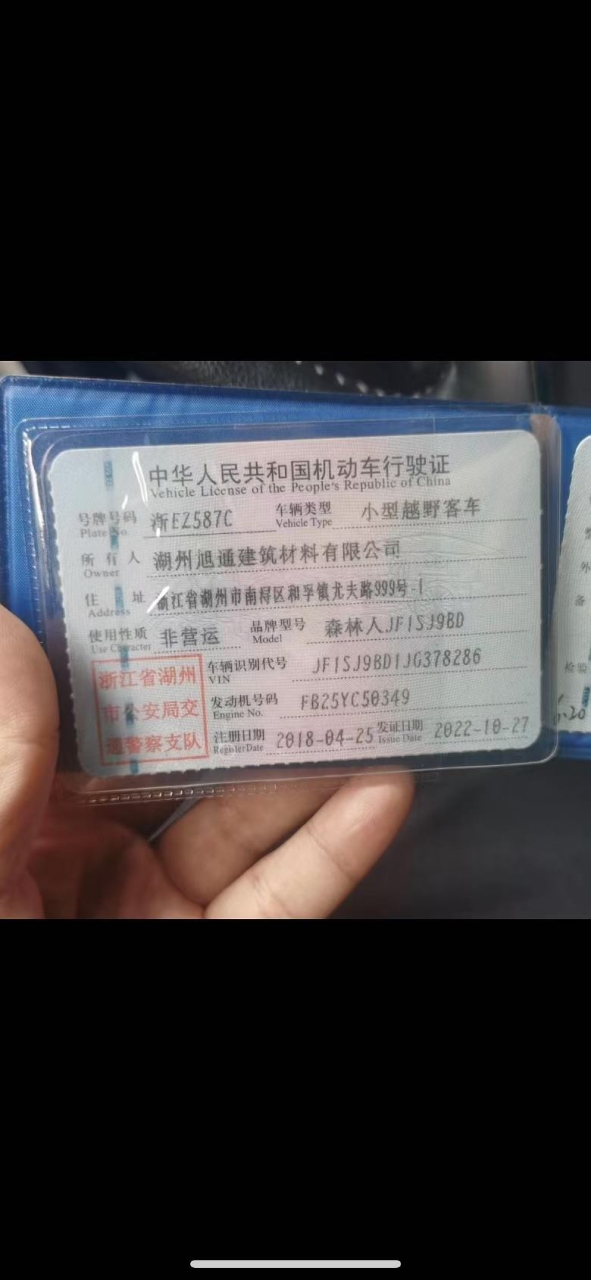 中华人民共和国机动车行驶证
Vehicle License of the People's Republic of China
号牌号码 浙EZ587C 车辆类型 小型越野客车
Plate No. Vehicle Type
所有人 湖州旭通建筑材料有限公司
Owner
住址 浙江省湖州市南浔区和孚镇尤夫路999号-1
Address
使用性质 非营运 品牌型号 森林人JF1SJ9BD
Use Character Model
浙江省湖州
市公安局交
通警察支队
车辆识别代号 JF1SJ9BD1JG378286
VIN
发动机号码 FB25YC50349
Engine No.
注册日期 2018-04-25 发证日期 2022-10-27
Register Date Issue Date
外
备
检验